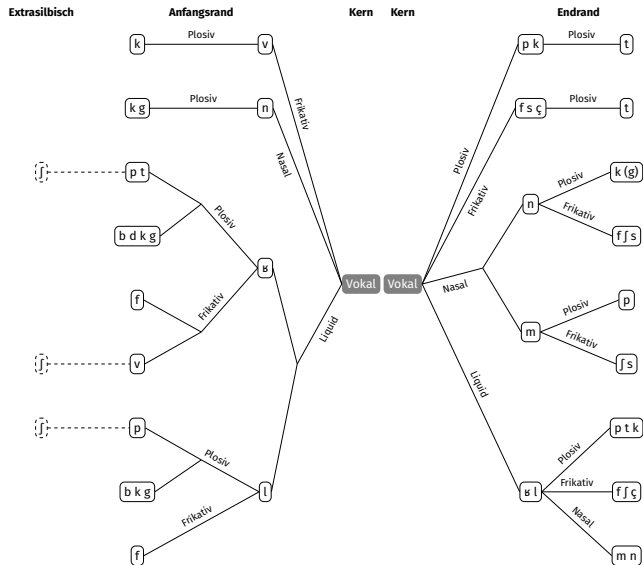 Extrasilbisch Anfangsrand Kern Kern Endrand
k Plosiv v p k Plosiv t
k g Plosiv n Frikativ f s ç Plosiv t
Nasal Plosiv Frikativ
ʃ p t Plosiv k (g)
n Plosiv
b d k g Frikativ f ʃ s
ʁ Vokal Vokal Nasal
f Frikativ Liquid m Plosiv p
ʃ v Frikativ ʃ s
Liquid
ʃ p Plosiv p t k
Plosiv
b k g l ʁ l Frikativ f ʃ ç
Frikativ Nasal
f m n